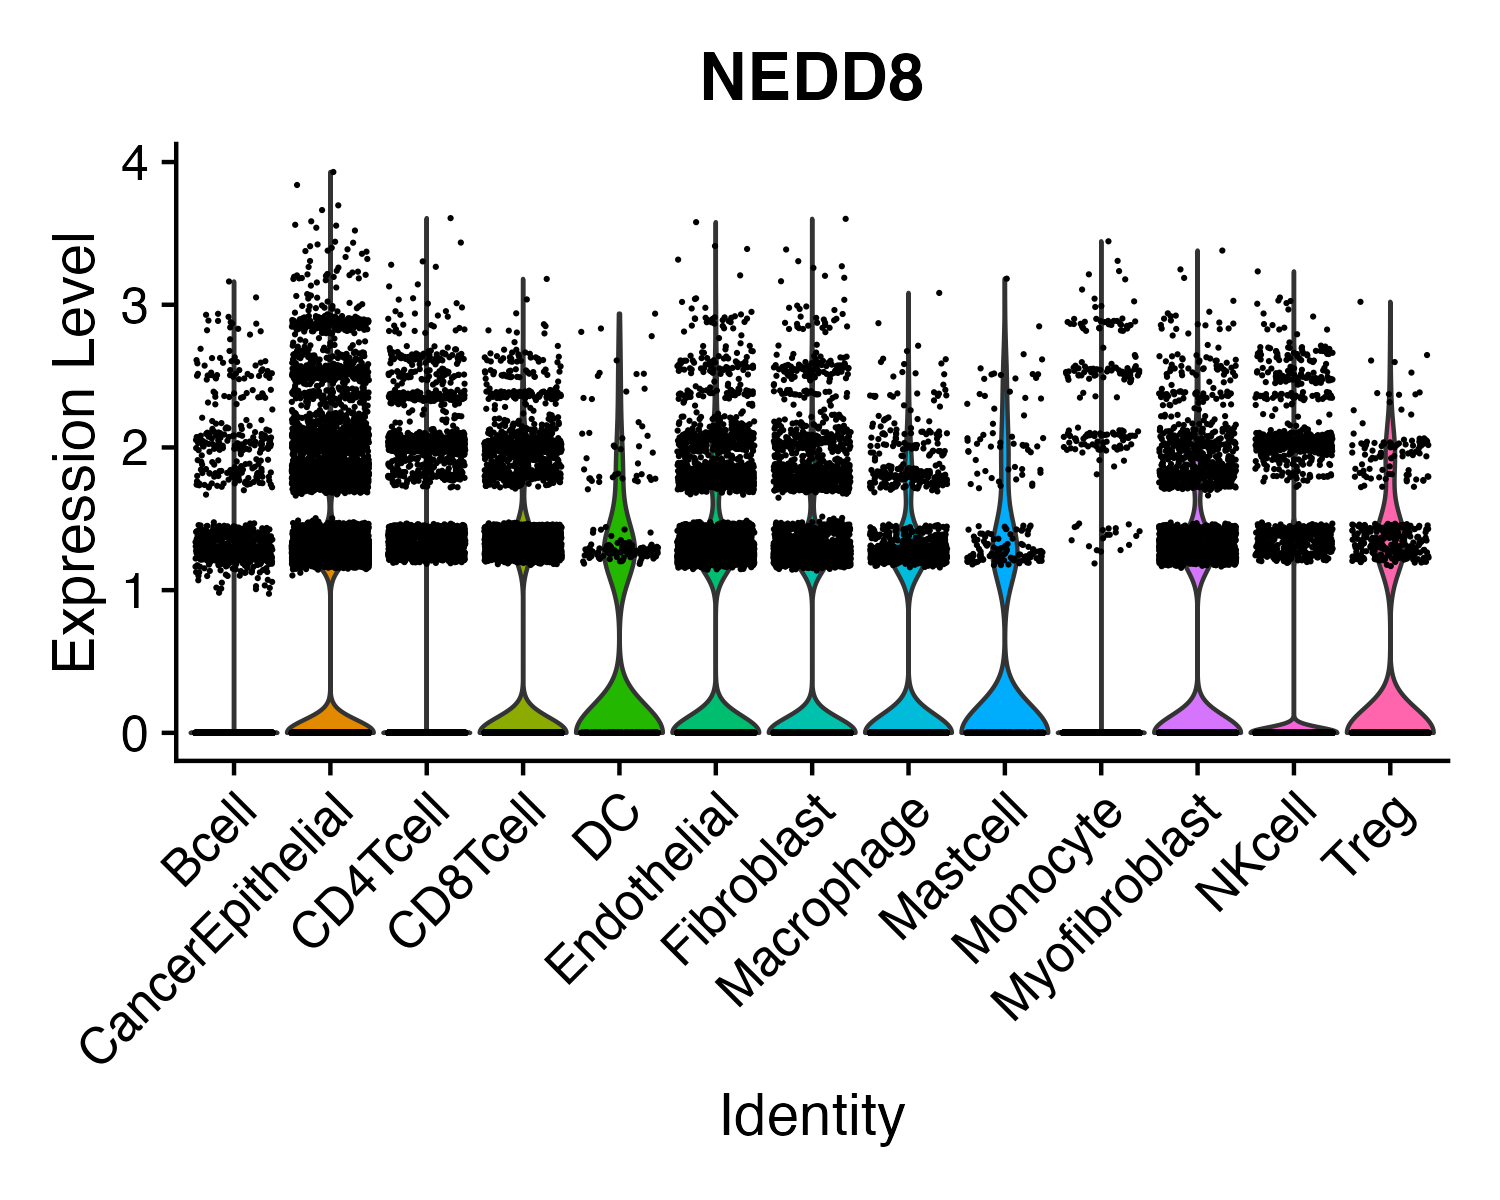 NEDD8
Expression Level
4
3
2
1
0
Bcell
CancerEpithelial
CD4Tcell
CD8Tcell
DC
Endothelial
Fibroblast
Macrophage
Mastcell
Monocyte
Myofibroblast
NKcell
Treg
Identity